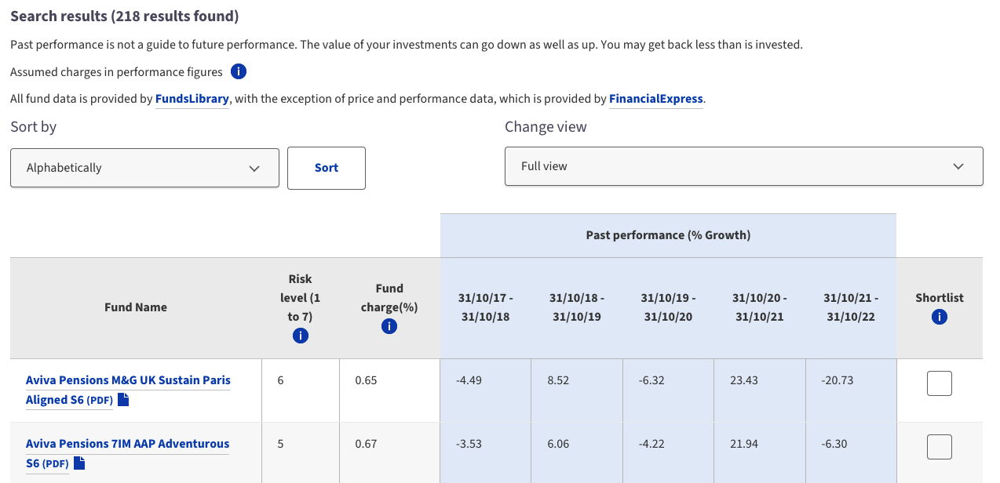 Search results (218 results found)
Past performance is not a guide to future performance. The value of your investments can go down as well as up. You may get back less than is invested.
Assumed charges in performance figures i
All fund data is provided by FundsLibrary, with the exception of price and performance data, which is provided by FinancialExpress.
Sort by
Change view
Alphabetically
Sort
Full view
Past performance (% Growth)
Fund Name
Risk
level (1
to 7)
i
Fund
charge(%)
i
31/10/17 -
31/10/18
31/10/18 -
31/10/19
31/10/19 -
31/10/20
31/10/20 -
31/10/21
31/10/21 -
31/10/22
Shortlist
i
Aviva Pensions M&G UK Sustain Paris
Aligned S6 (PDF)
6
0.65
-4.49
8.52
-6.32
23.43
-20.73
Aviva Pensions 7IM AAP Adventurous
S6 (PDF)
5
0.67
-3.53
6.06
-4.22
21.94
-6.30